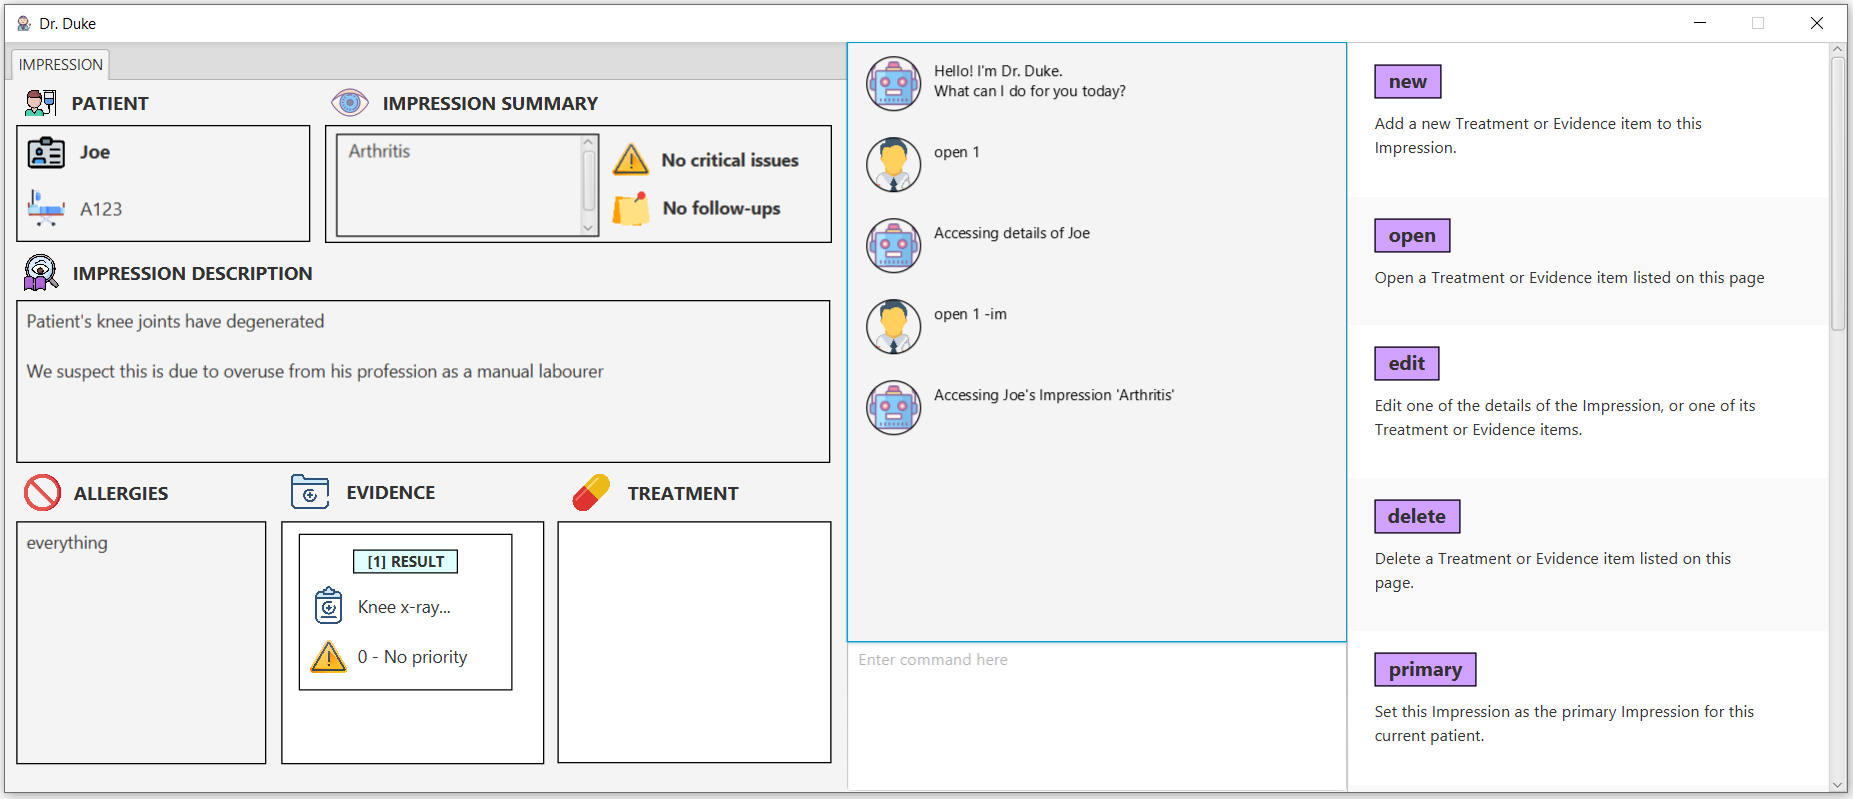 Dr. Duke
IMPRESSION
PATIENT
Joe
A123
IMPRESSION SUMMARY
Arthritis
No critical issues
No follow-ups
IMPRESSION DESCRIPTION
Patient's knee joints have degenerated
We suspect this is due to overuse from his profession as a manual labourer
ALLERGIES
everything
EVIDENCE
[1] RESULT
Knee x-ray...
0 - No priority
TREATMENT
Hello! I'm Dr. Duke.
What can I do for you today?
open 1
Accessing details of Joe
open 1 -im
Accessing Joe's Impression 'Arthritis'
Enter command here
new
Add a new Treatment or Evidence item to this
Impression.
open
Open a Treatment or Evidence item listed on this page
edit
Edit one of the details of the Impression, or one of its
Treatment or Evidence items.
delete
Delete a Treatment or Evidence item listed on this
page.
primary
Set this Impression as the primary Impression for this
current patient.